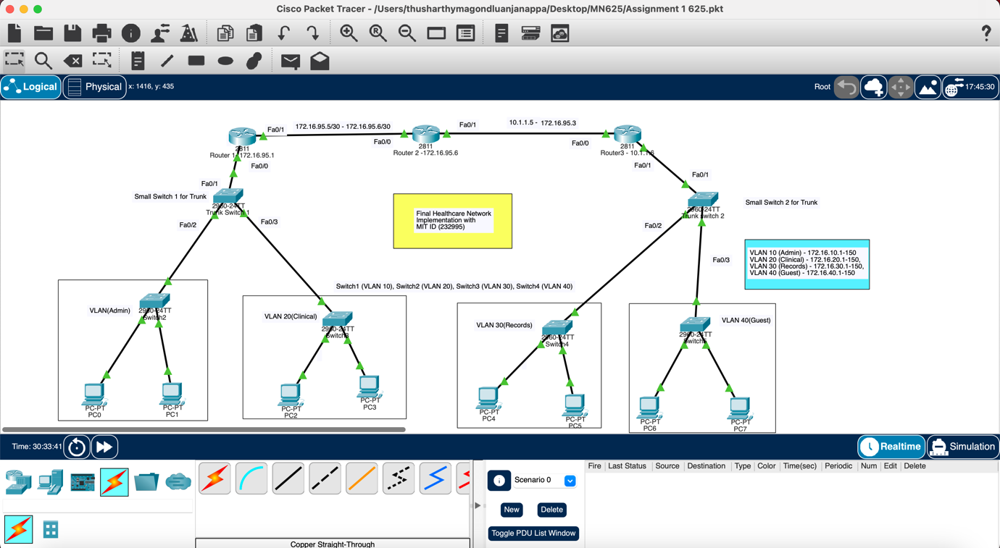 Cisco Packet Tracer - /Users/thusharthymagondluanjanappa/Desktop/MN625/Assignment 1 625.pkt
Logical
Physical
x: 1416, y: 435
Root
17:45:30
Fa0/1
172.16.95.5/30 - 172.16.95.6/30
Fa0/0
Fa0/1
10.1.1.5 - 172.16.95.3
Fa0/0
2811
Router 1 -172.16.95.1
Fa0/0
2811
Router 2 -172.16.95.6
2811
Router3 - 10.1.1.6
Fa0/1
Fa0/1
Fa0/1
Small Switch 1 for Trunk
2960-24TT
Trunk Switch 1
Fa0/2
Fa0/3
Final Healthcare Network
Implementation with
MIT ID (232995)
2960-24TT
Trunk switch 2
Small Switch 2 for Trunk
Fa0/2
Fa0/3
VLAN 10 (Admin) - 172.16.10.1-150
VLAN 20 (Clinical) - 172.16.20.1-150,
VLAN 30 (Records) - 172.16.30.1-150,
VLAN 40 (Guest) - 172.16.40.1-150
Switch1 (VLAN 10), Switch2 (VLAN 20), Switch3 (VLAN 30), Switch4 (VLAN 40)
VLAN(Admin)
2960-24TT
Switch2
VLAN 20(Clinical)
2960-24TT
Switch3
VLAN 30(Records)
2960-24TT
Switch4
VLAN 40(Guest)
2960-24TT
Switch5
PC-PT
PC0
PC-PT
PC1
PC-PT
PC2
PC-PT
PC3
PC-PT
PC4
PC-PT
PC5
PC-PT
PC6
PC-PT
PC7
Time: 30:33:41
Realtime
Simulation
Scenario 0
New
Delete
Toggle PDU List Window
Fire
Last Status
Source
Destination
Type
Color
Time(sec)
Periodic
Num
Edit
Delete
Copper Straight-Through